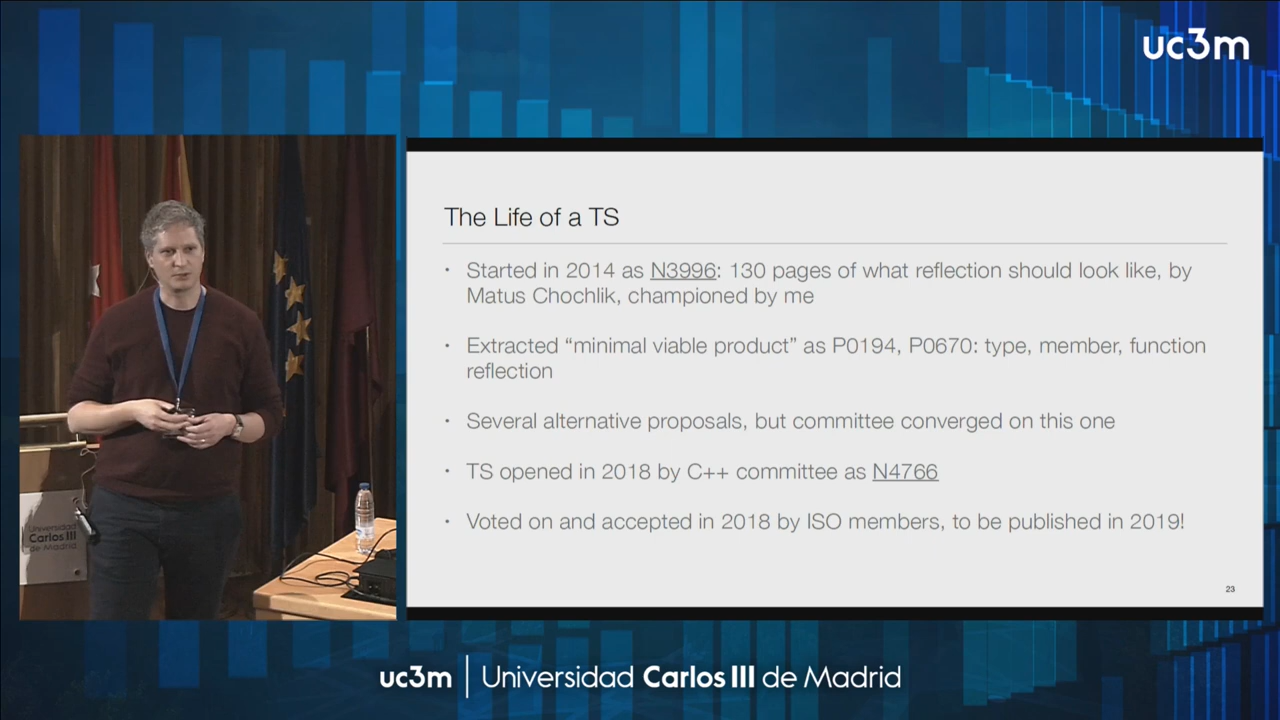 uc3m
The Life of a TS
• Started in 2014 as N3996: 130 pages of what reflection should look like, by
Matus Chochlik, championed by me
• Extracted “minimal viable product” as P0194, P0670: type, member, function
reflection
• Several alternative proposals, but committee converged on this one
• TS opened in 2018 by C++ committee as N4766
• Voted on and accepted in 2018 by ISO members, to be published in 2019!
23
Universidad
Carlos III
de Madrid
uc3m | Universidad Carlos III de Madrid